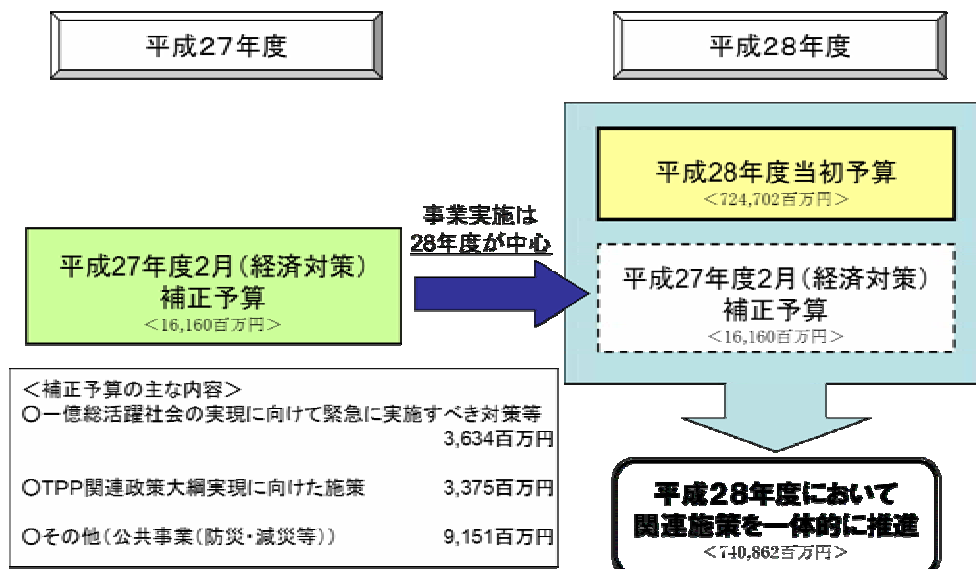 平成27年度
平成28年度
平成28年度当初予算
<724,702百万円>
事業実施は
28年度が中心
平成27年度2月(経済対策)
補正予算
<16,160百万円>
平成27年度2月(経済対策)
補正予算
<16,160百万円>
<補正予算の主な内容>
○一億総活躍社会の実現に向けて緊急に実施すべき対策等
3,634百万円
○TPP関連政策大綱実現に向けた施策 3,375百万円
○その他(公共事業(防災・減災等)) 9,151百万円
平成28年度において
関連施策を一体的に推進
<740,862百万円>